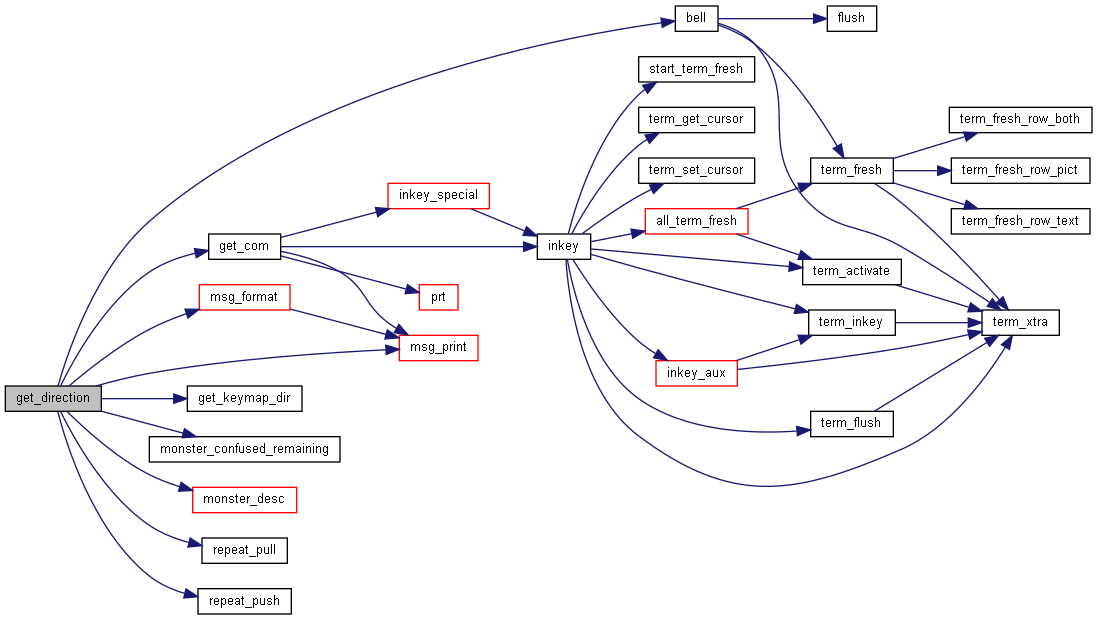 bell
flush
start_term_fresh
term_get_cursor
term_fresh_row_both
term_set_cursor
term_fresh
term_fresh_row_pict
inkey_special
all_term_fresh
term_fresh_row_text
get_com
inkey
term_activate
msg_format
prt
term_inkey
term_xtra
msg_print
inkey_aux
get_direction
get_keymap_dir
term_flush
monster_confused_remaining
monster_desc
repeat_pull
repeat_push